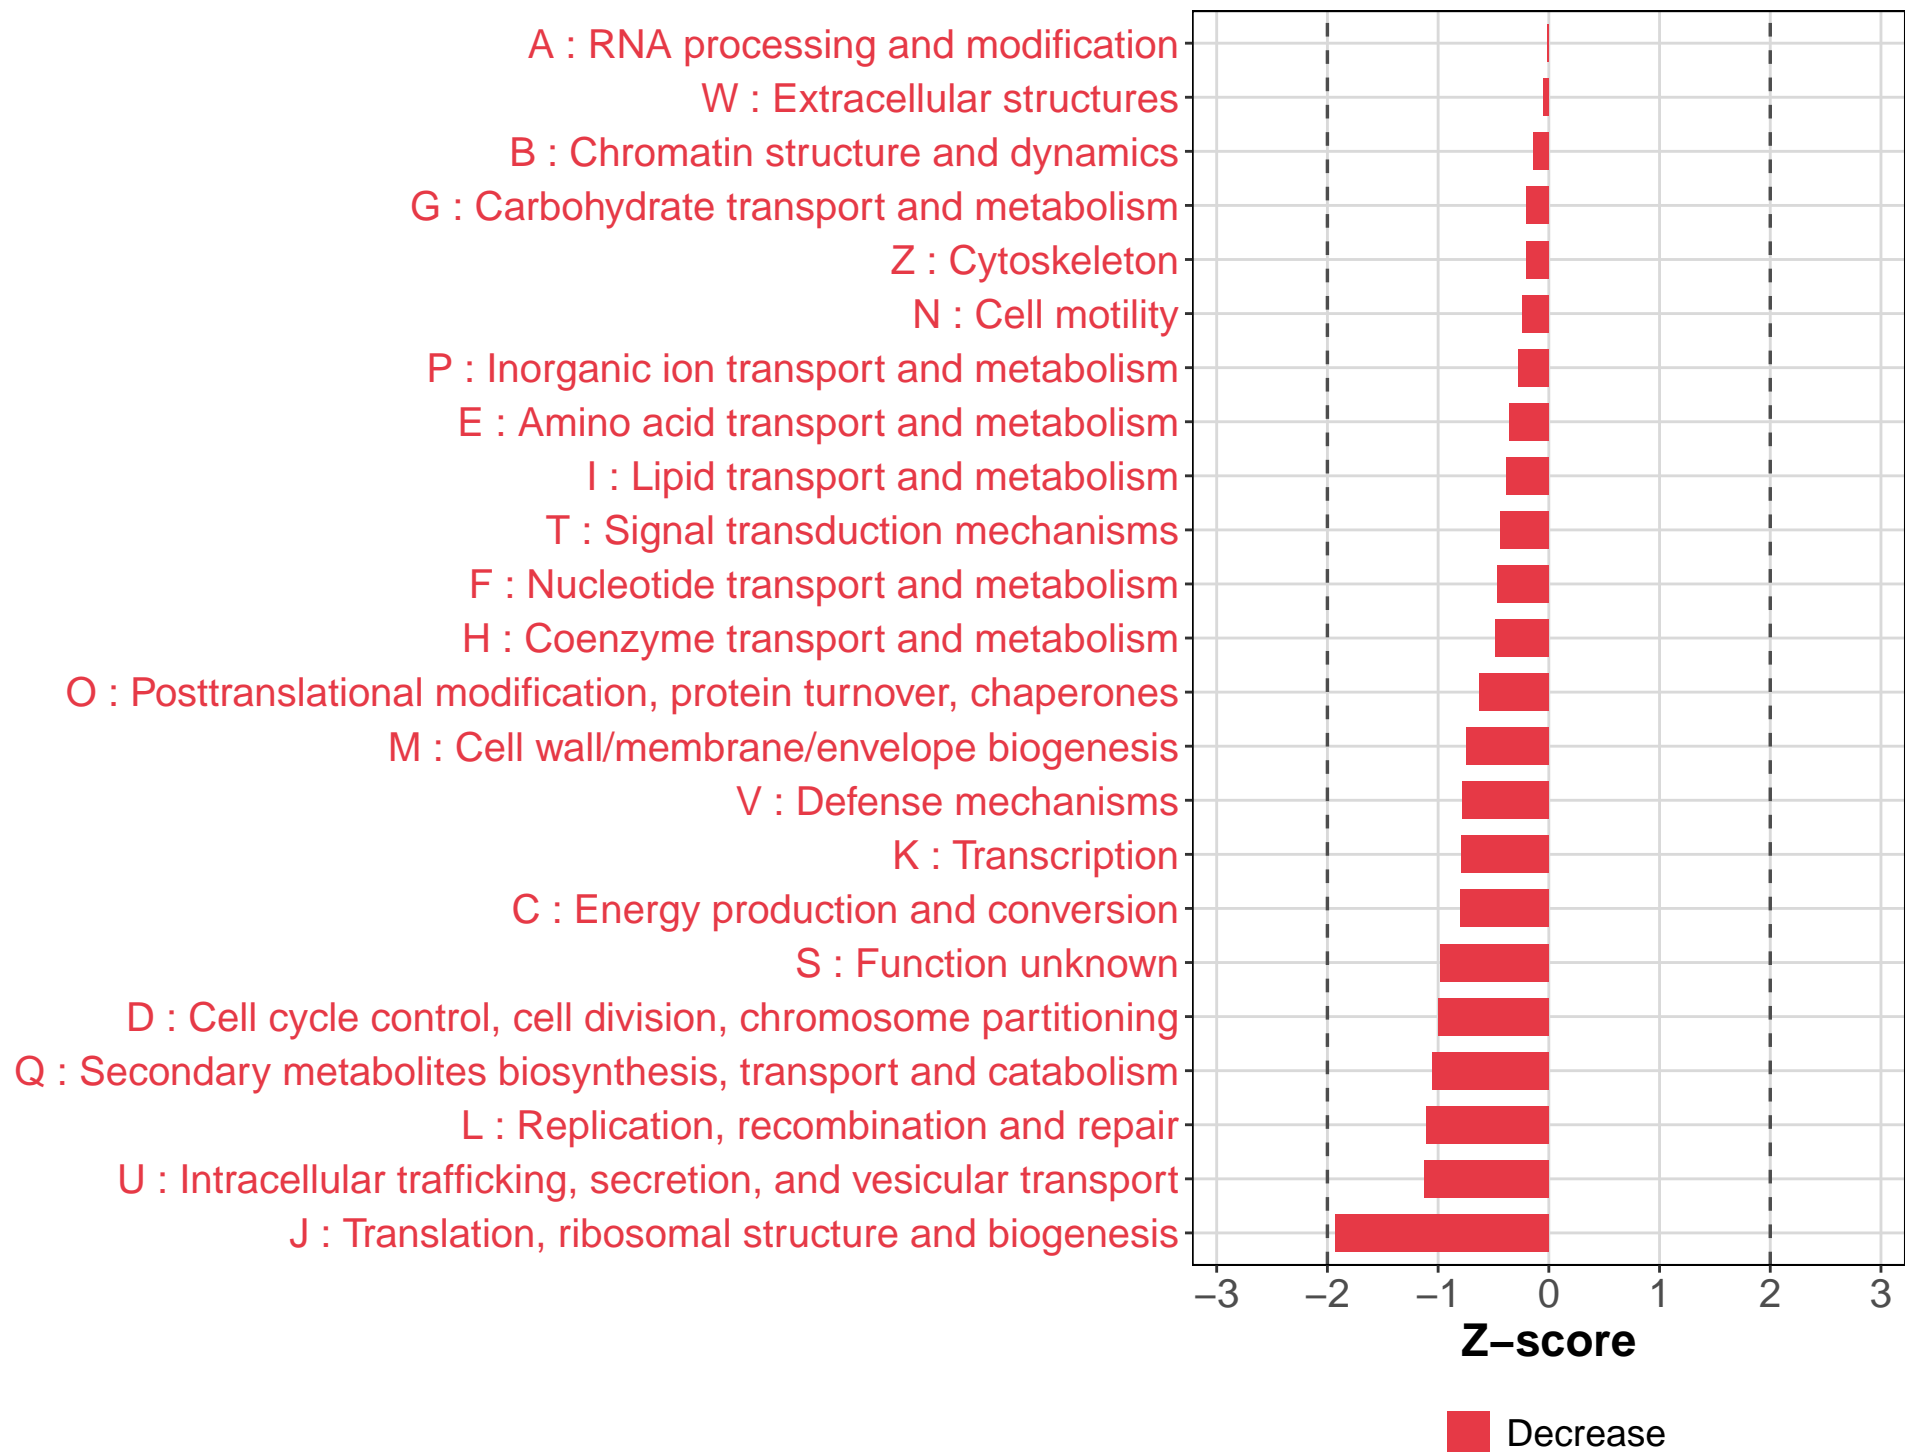 A : RNA processing and modification
W : Extracellular structures
B : Chromatin structure and dynamics
G : Carbohydrate transport and metabolism
Z : Cytoskeleton
N : Cell motility
P : Inorganic ion transport and metabolism
E : Amino acid transport and metabolism
I : Lipid transport and metabolism
T : Signal transduction mechanisms
F : Nucleotide transport and metabolism
H : Coenzyme transport and metabolism
O : Posttranslational modification, protein turnover, chaperones
M : Cell wall/membrane/envelope biogenesis
V : Defense mechanisms
K : Transcription
C : Energy production and conversion
S : Function unknown
D : Cell cycle control, cell division, chromosome partitioning
Q : Secondary metabolites biosynthesis, transport and catabolism
L : Replication, recombination and repair
U : Intracellular trafficking, secretion, and vesicular transport
J : Translation, ribosomal structure and biogenesis
−3 −2 −1 0 1 2 3
Z−score
Decrease